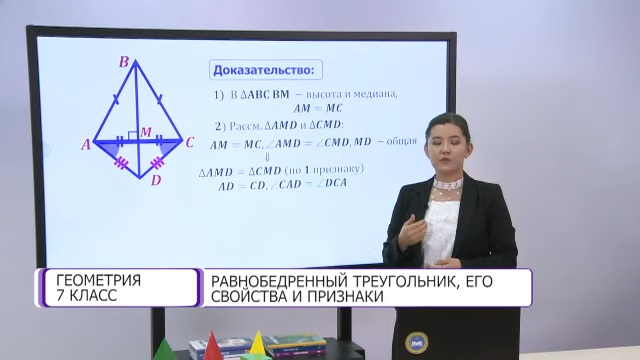 Доказательство:
B
1) В ΔABC BM – высота и медиана,
AM = MC
2) Рассм. ΔAMD и ΔCMD:
M
A
C
AM = MC, ∠AMD = ∠CMD, MD – общая
⇓
D
ΔAMD = ΔCMD (по 1 признаку)
AD = CD, ∠CAD = ∠DCA
ГЕОМЕТРИЯ
7 КЛАСС
РАВНОБЕДРЕННЫЙ ТРЕУГОЛЬНИК, ЕГО
СВОЙСТВА И ПРИЗНАКИ